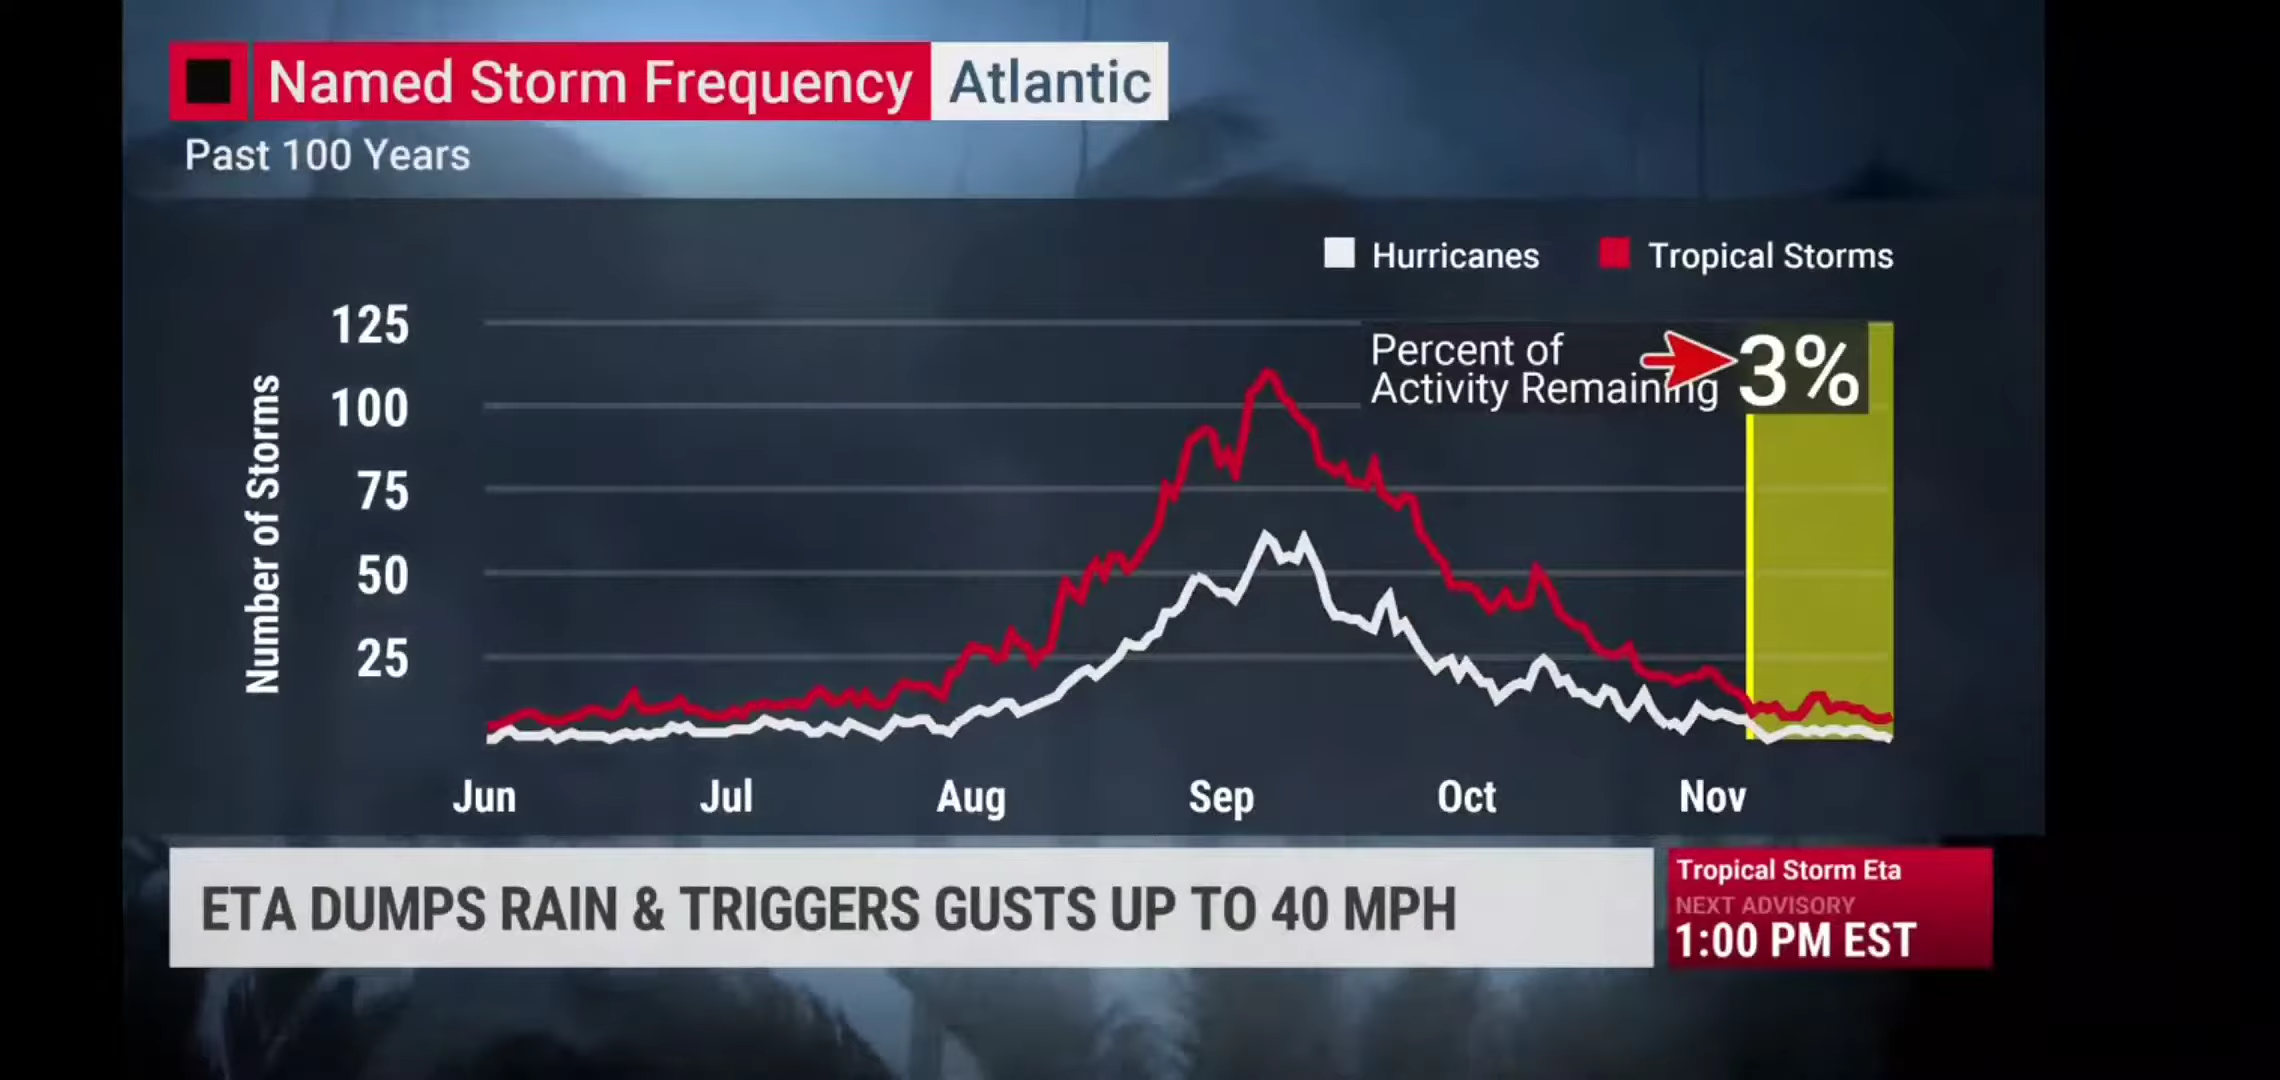 Named Storm Frequency Atlantic
Past 100 Years
Hurricanes Tropical Storms
Percent of
Activity Remaining
3%
Number of Storms
125
100
75
50
25
Jun Jul Aug Sep Oct Nov
ETA DUMPS RAIN & TRIGGERS GUSTS UP TO 40 MPH
Tropical Storm Eta
NEXT ADVISORY
1:00 PM EST